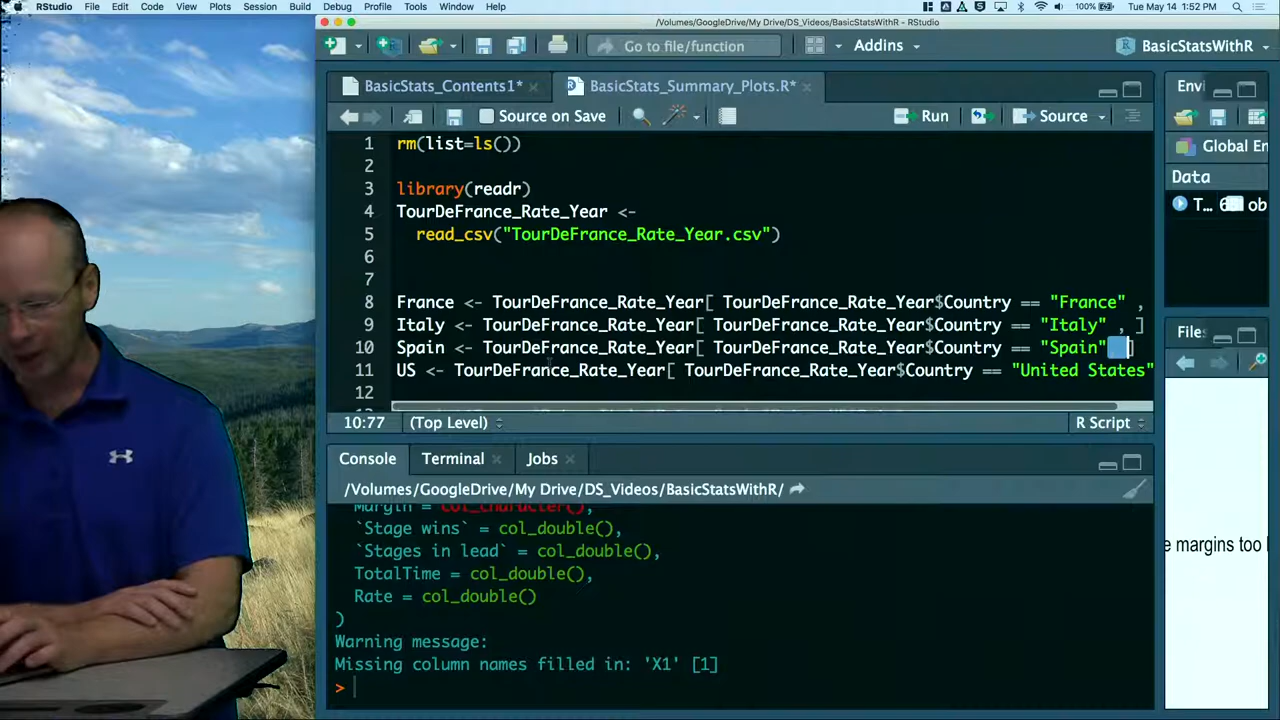 RStudio File Edit Code View Plots Session Build Debug Profile Tools Window Help 100% Tue May 14 1:52 PM
/Volumes/GoogleDrive/My Drive/DS_Videos/BasicStatsWithR - RStudio
Go to file/function Addins BasicStatsWithR
BasicStats_Contents1* BasicStats_Summary_Plots.R* Envi
Source on Save Run Source
Global En
Data
T...
ob
1 rm(list=ls())
2
3 library(readr)
4 TourDeFrance_Rate_Year <-
5 read_csv("TourDeFrance_Rate_Year.csv")
6
7
8 France <- TourDeFrance_Rate_Year[ TourDeFrance_Rate_Year$Country == "France" ,
9 Italy <- TourDeFrance_Rate_Year[ TourDeFrance_Rate_Year$Country == "Italy" , ]
10 Spain <- TourDeFrance_Rate_Year[ TourDeFrance_Rate_Year$Country == "Spain" ]
11 US <- TourDeFrance_Rate_Year[ TourDeFrance_Rate_Year$Country == "United States"
12
10:77 (Top Level) R Script
Files
Console Terminal Jobs
/Volumes/GoogleDrive/My Drive/DS_Videos/BasicStatsWithR/
Margin = col_character(),
`Stage wins` = col_double(),
`Stages in lead` = col_double(),
TotalTime = col_double(),
Rate = col_double()
)
Warning message:
Missing column names filled in: 'X1' [1]
>
e margins too l